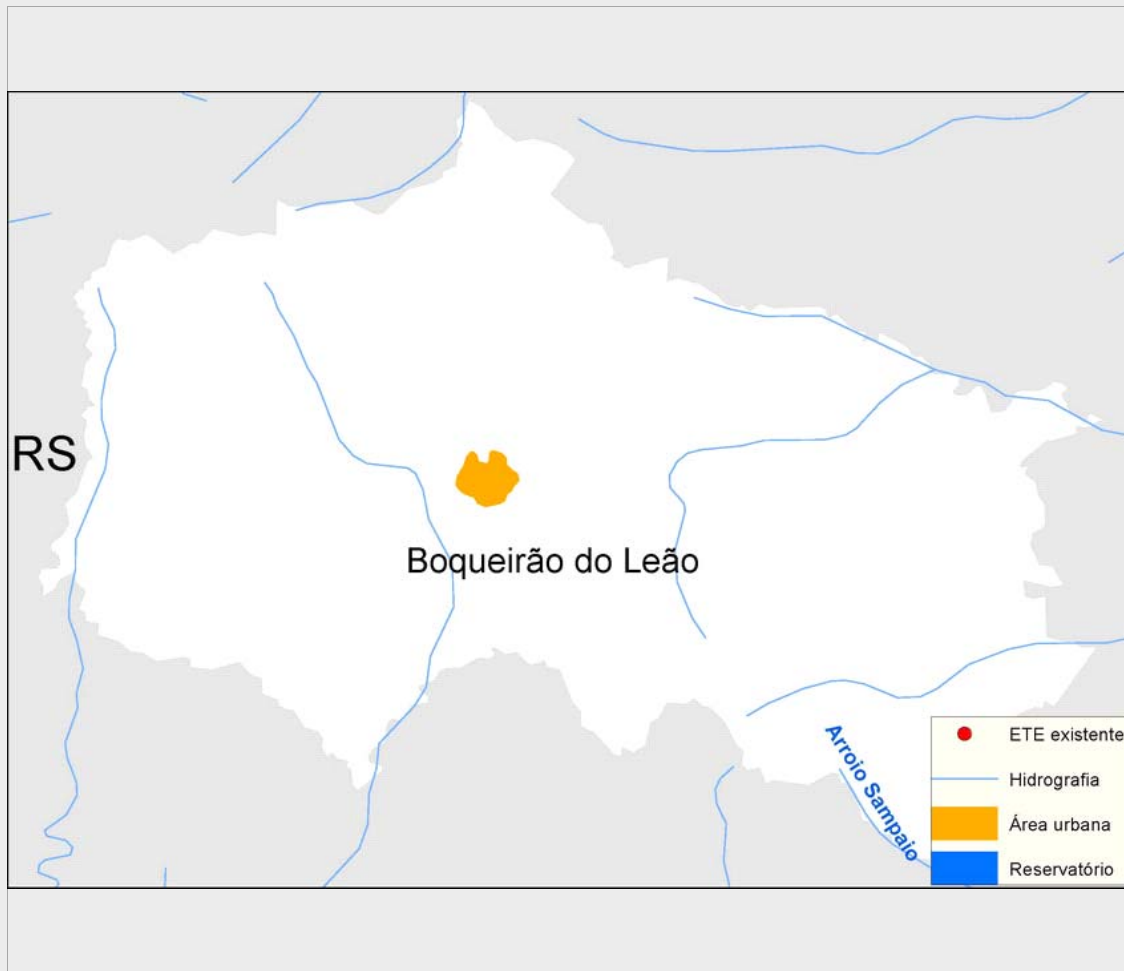 RS
Boqueirão do Leão
Arroio Sampaio
ETE existente
Hidrografia
Área urbana
Reservatório